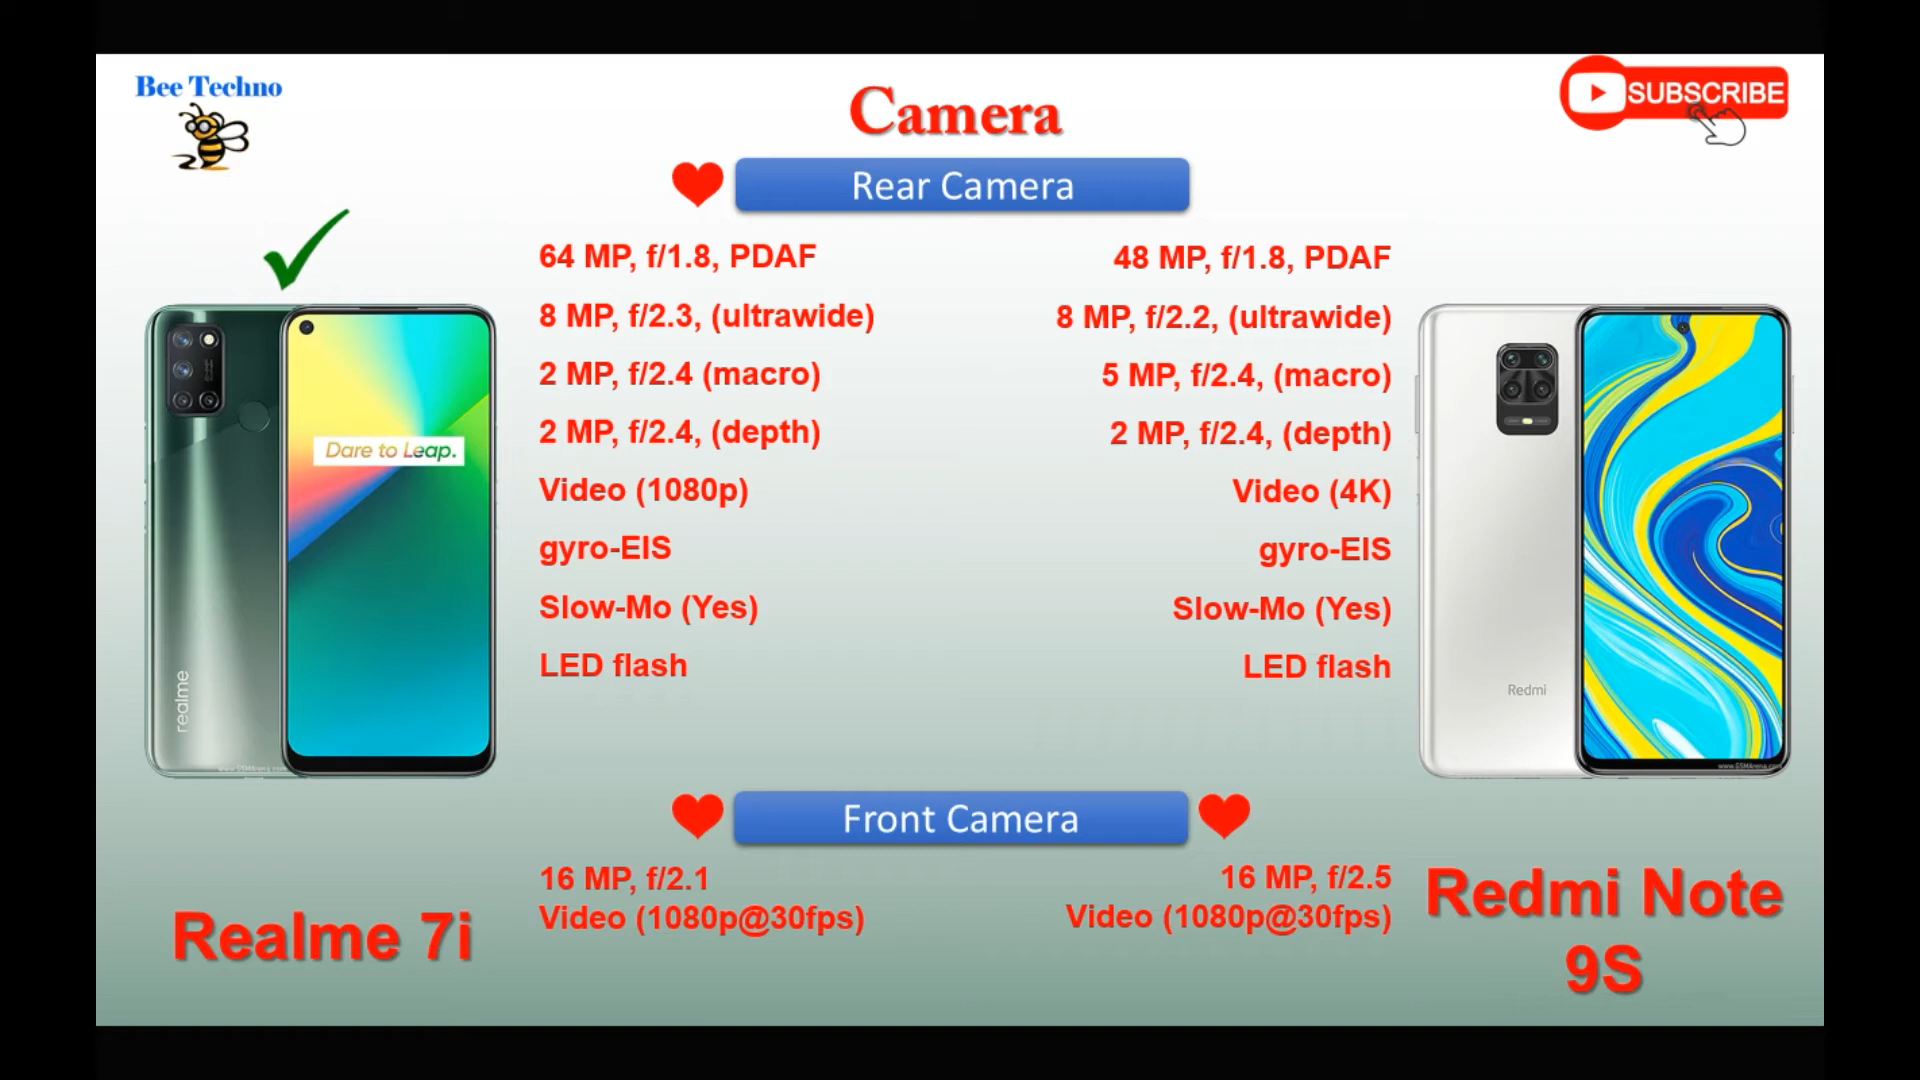 Bee Techno
SUBSCRIBE
Camera
Rear Camera
64 MP, f/1.8, PDAF
8 MP, f/2.3, (ultrawide)
2 MP, f/2.4 (macro)
2 MP, f/2.4, (depth)
Video (1080p)
gyro-EIS
Slow-Mo (Yes)
LED flash
48 MP, f/1.8, PDAF
8 MP, f/2.2, (ultrawide)
5 MP, f/2.4, (macro)
2 MP, f/2.4, (depth)
Video (4K)
gyro-EIS
Slow-Mo (Yes)
LED flash
Dare to Leap.
realme
Redmi
www.GSMArena.com
Front Camera
16 MP, f/2.1
Video (1080p@30fps)
16 MP, f/2.5
Video (1080p@30fps)
Realme 7i
Redmi Note
9S